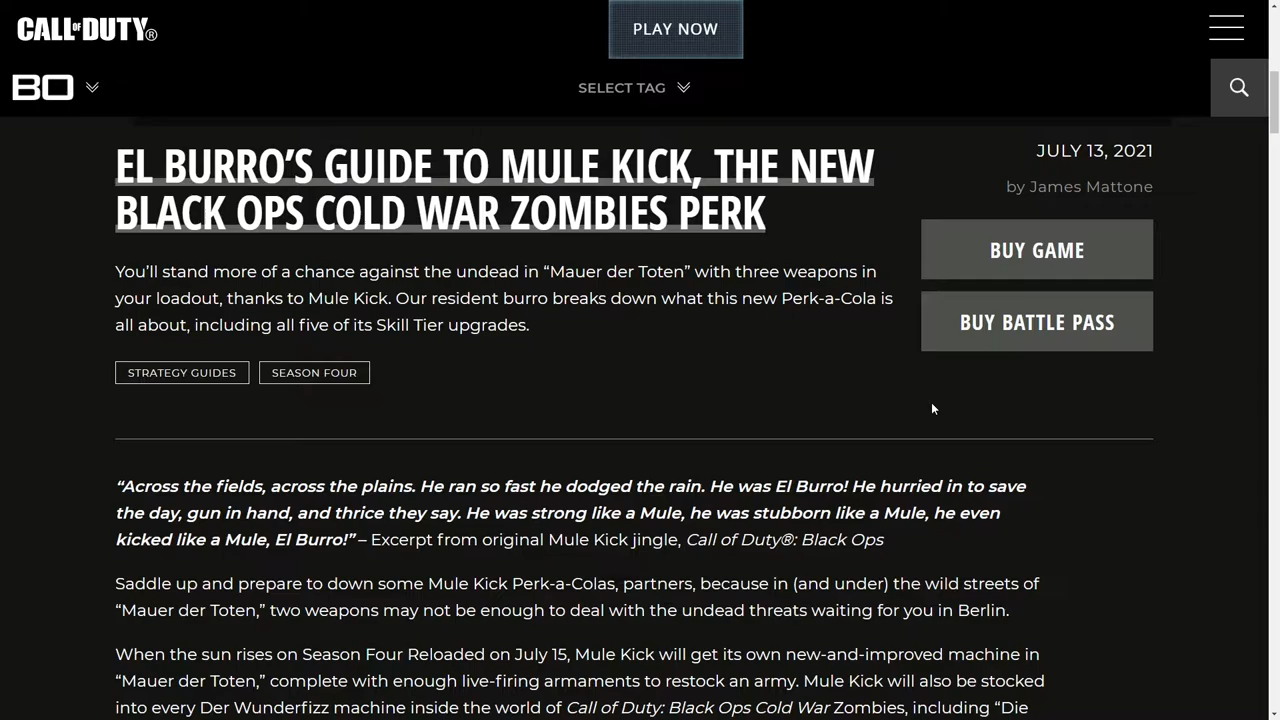 CALL OF DUTY®
PLAY NOW
BO
SELECT TAG
EL BURRO’S GUIDE TO MULE KICK, THE NEW
BLACK OPS COLD WAR ZOMBIES PERK
JULY 13, 2021
by James Mattone
BUY GAME
BUY BATTLE PASS
You’ll stand more of a chance against the undead in “Mauer der Toten” with three weapons in
your loadout, thanks to Mule Kick. Our resident burro breaks down what this new Perk-a-Cola is
all about, including all five of its Skill Tier upgrades.
STRATEGY GUIDES
SEASON FOUR
“Across the fields, across the plains. He ran so fast he dodged the rain. He was El Burro! He hurried in to save
the day, gun in hand, and thrice they say. He was strong like a Mule, he was stubborn like a Mule, he even
kicked like a Mule, El Burro!” – Excerpt from original Mule Kick jingle, Call of Duty®: Black Ops
Saddle up and prepare to down some Mule Kick Perk-a-Colas, partners, because in (and under) the wild streets of
“Mauer der Toten,” two weapons may not be enough to deal with the undead threats waiting for you in Berlin.
When the sun rises on Season Four Reloaded on July 15, Mule Kick will get its own new-and-improved machine in
“Mauer der Toten,” complete with enough live-firing armaments to restock an army. Mule Kick will also be stocked
into every Der Wunderfizz machine inside the world of Call of Duty: Black Ops Cold War Zombies, including “Die